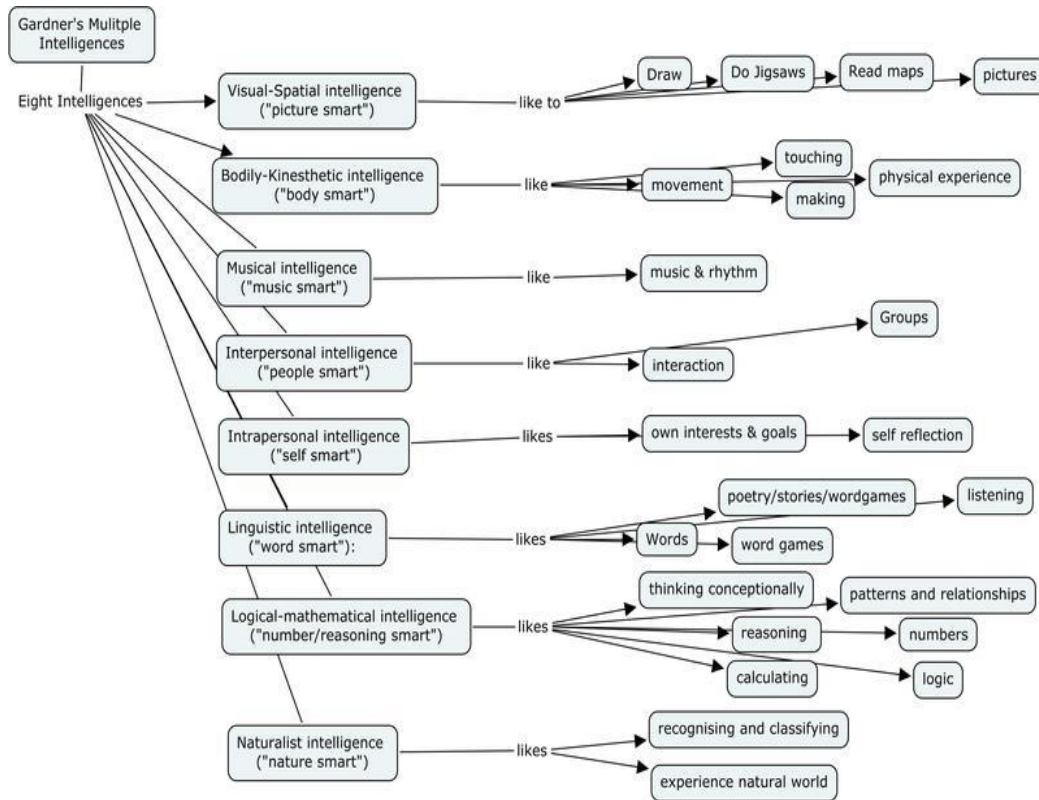 Gardner's Mulitple
Intelligences
Eight Intelligences
Visual-Spatial intelligence
("picture smart")
like to
Draw
Do Jigsaws
Read maps
pictures
Bodily-Kinesthetic intelligence
("body smart")
like
movement
touching
making
physical experience
Musical intelligence
("music smart")
like
music & rhythm
Interpersonal intelligence
("people smart")
like
interaction
Groups
Intrapersonal intelligence
("self smart")
likes
own interests & goals
self reflection
Linguistic intelligence
("word smart"):
likes
Words
poetry/stories/wordgames
word games
listening
Logical-mathematical intelligence
("number/reasoning smart")
likes
thinking conceptionally
patterns and relationships
reasoning
numbers
calculating
logic
Naturalist intelligence
("nature smart")
likes
recognising and classifying
experience natural world